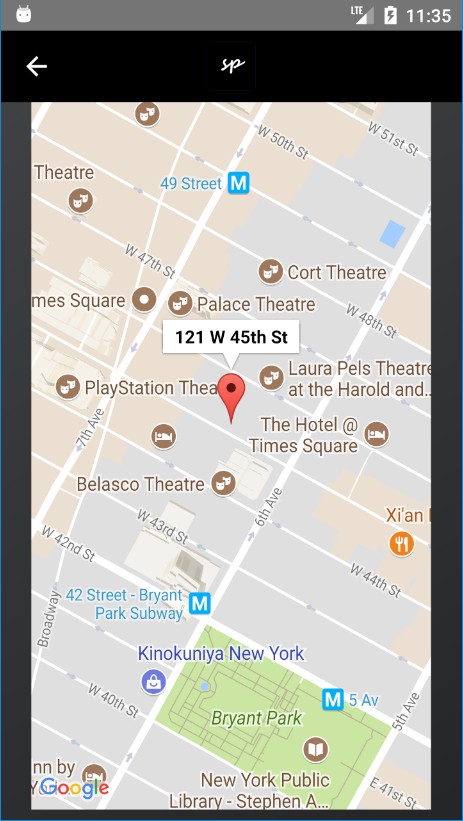 LTE
11:35
sp
W 50th St
W 51st St
Theatre
49 Street M
W 47th St
Cort Theatre
mes Square
Palace Theatre
W 48th St
121 W 45th St
Laura Pels Theatre
at the Harold and...
PlayStation Thea
7th Ave
The Hotel @
Times Square
Belasco Theatre
6th Ave
Xi'an
W 43rd St
W 42nd St
W 44th St
42 Street - Bryant
Park Subway
M
Broadway
Kinokuniya New York
W 40th St
M 5 Av
5th Ave
Bryant Park
nn by
Google
New York Public
Library - Stephen A...
E 41st St